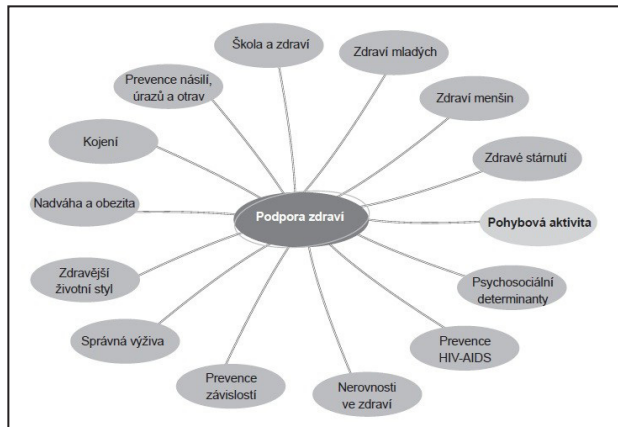 Škola a zdraví
Zdraví mladých
Prevence násilí,
úrazů a otrav
Zdraví menšin
Kojení
Zdravé stárnutí
Nadváha a obezita
Podpora zdraví
Pohybová aktivita
Zdravější
životní styl
Psychosociální
determinanty
Správná výživa
Prevence
HIV-AIDS
Prevence
závislostí
Nerovnosti
ve zdraví